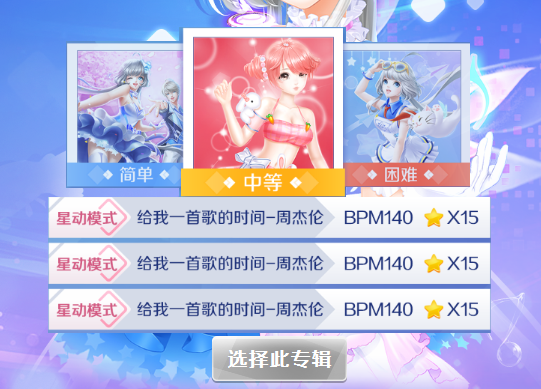 简单
中等
困难
星动模式 给我一首歌的时间-周杰伦 BPM140 X15
星动模式 给我一首歌的时间-周杰伦 BPM140 X15
星动模式 给我一首歌的时间-周杰伦 BPM140 X15
选择此专辑